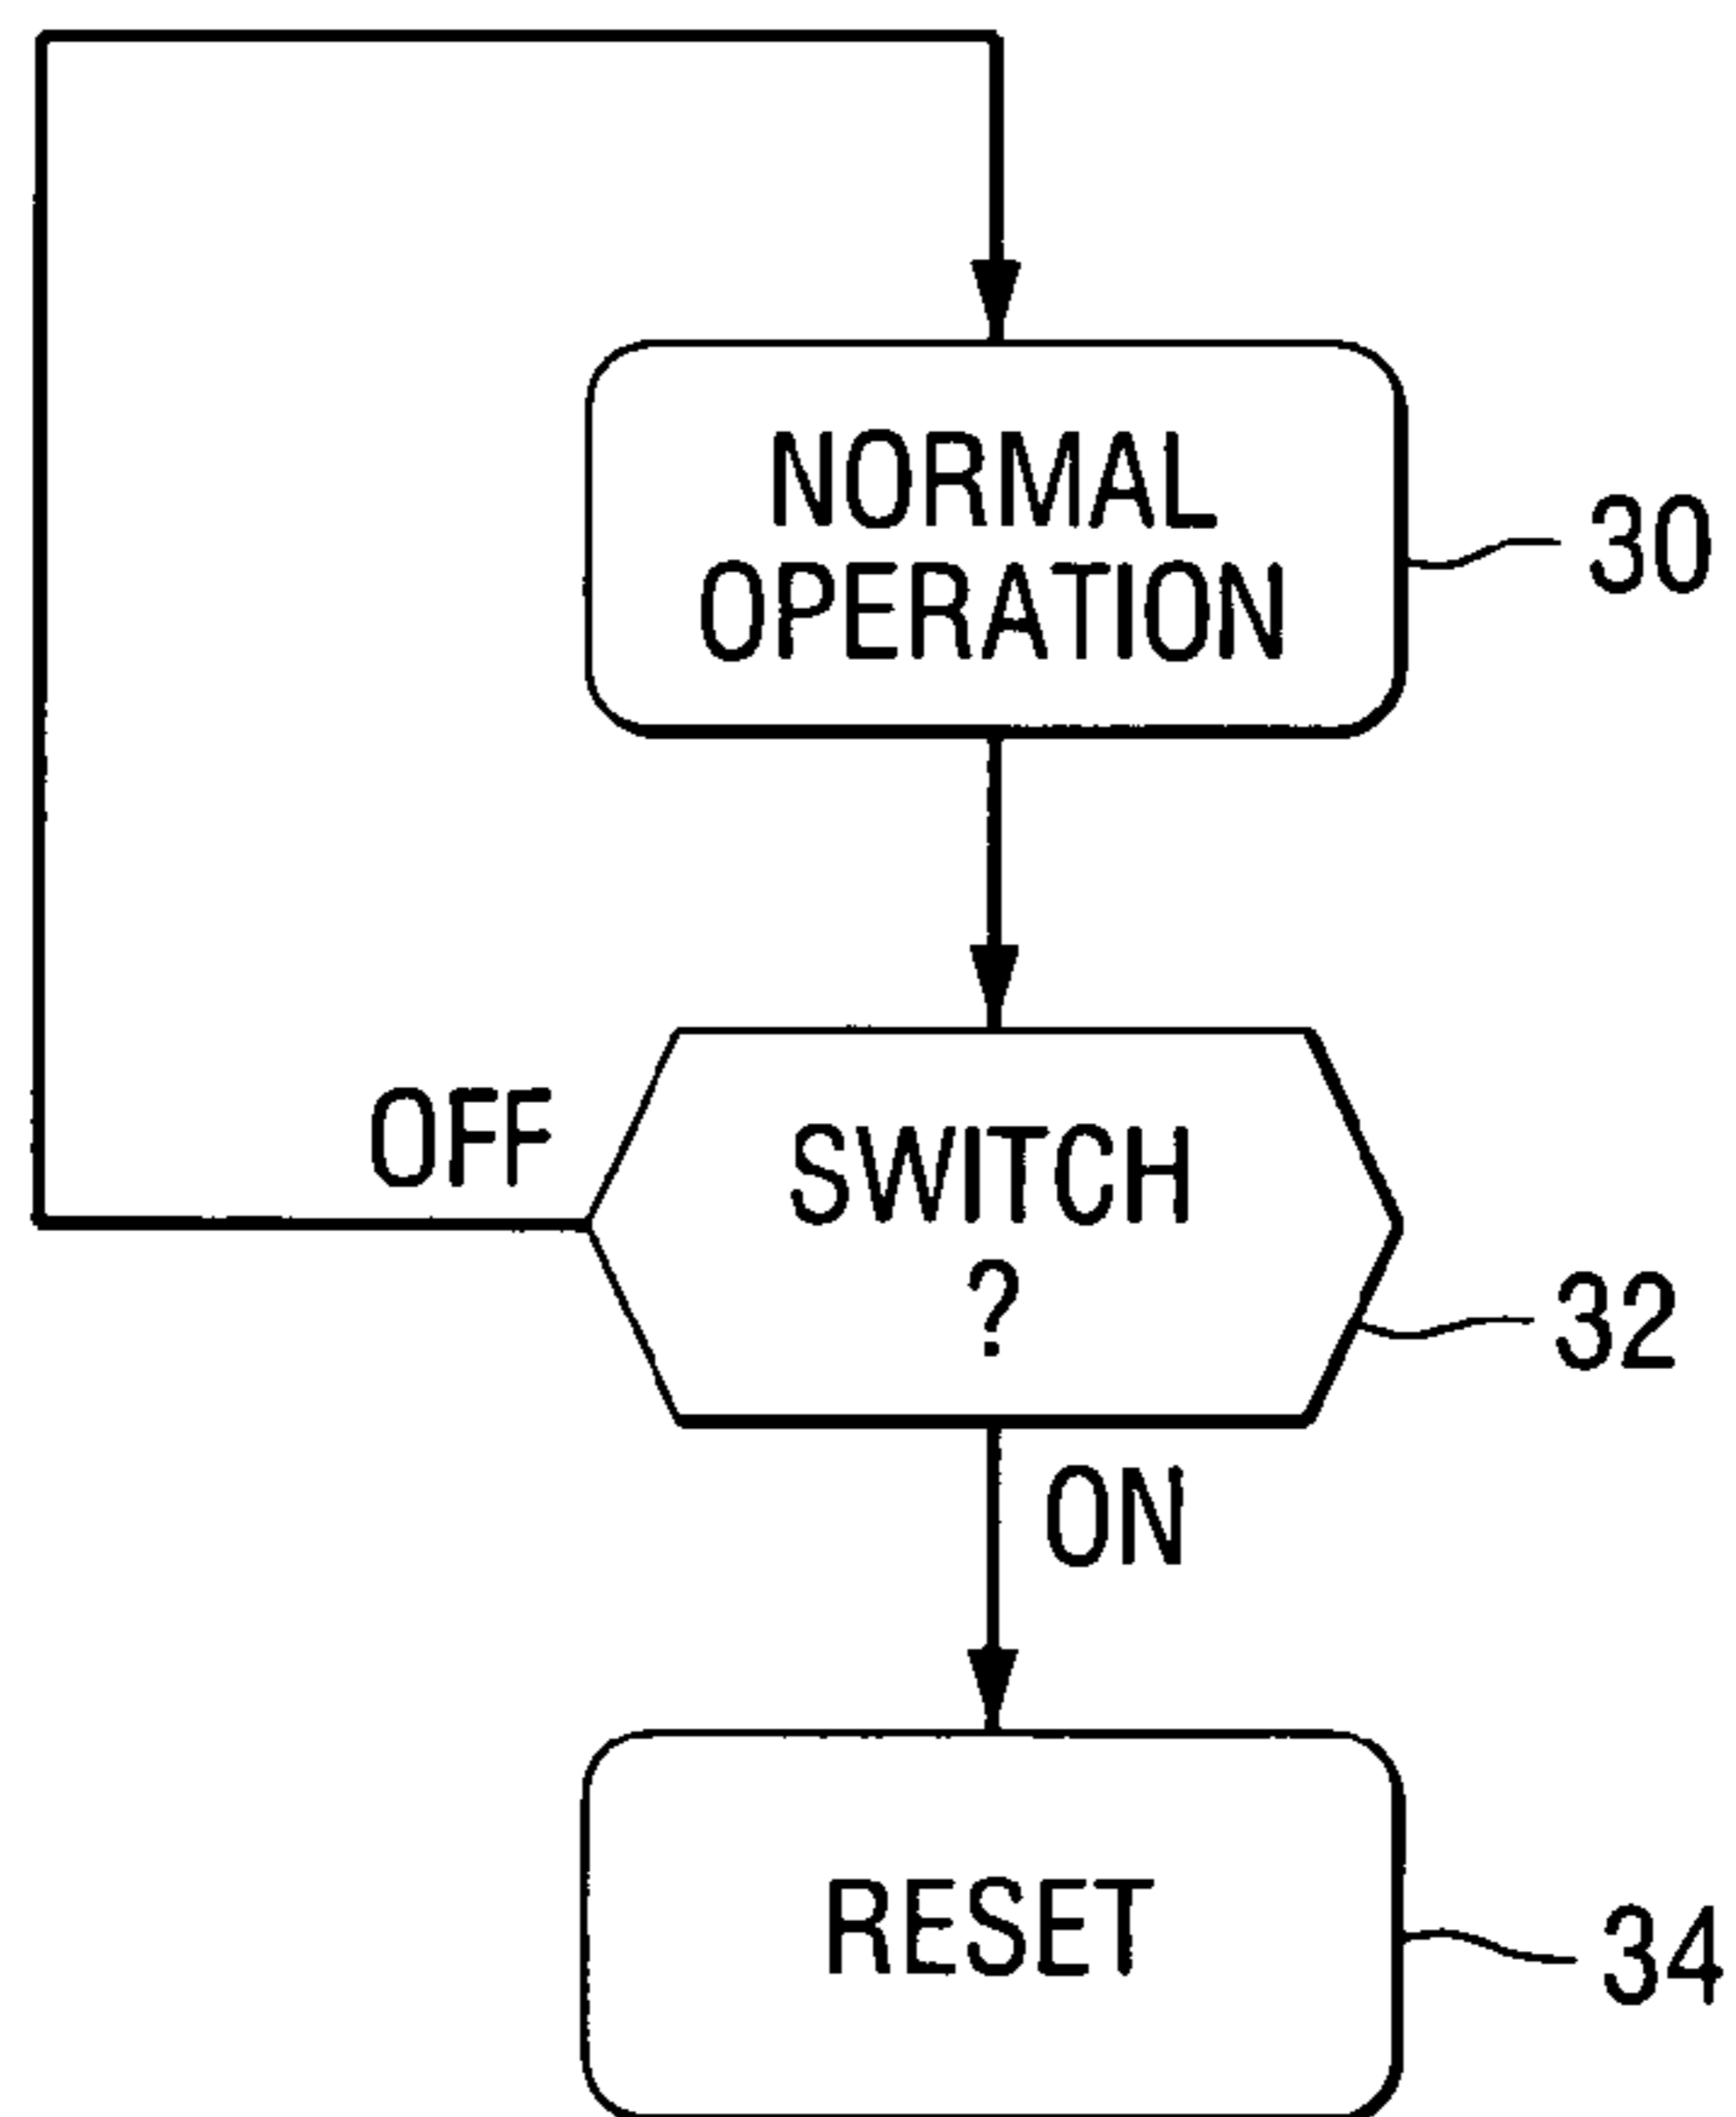 NORMAL
OPERATION
30
OFF
SWITCH
?
32
ON
RESET
34